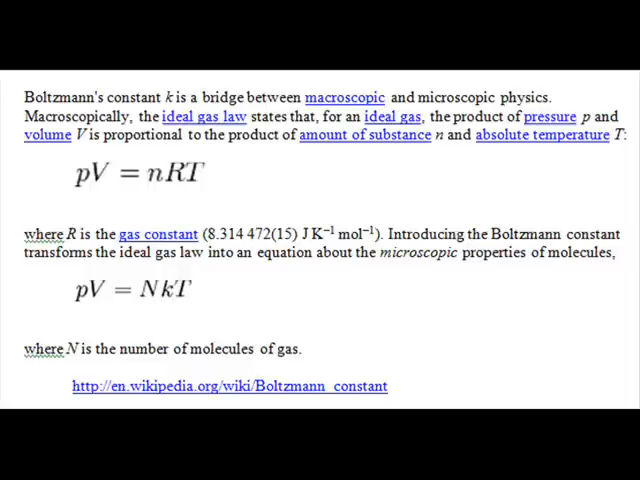 Boltzmann's constant k is a bridge between macroscopic and microscopic physics.
Macroscopically, the ideal gas law states that, for an ideal gas, the product of pressure p and
volume V is proportional to the product of amount of substance n and absolute temperature T:
pV = nRT
where R is the gas constant (8.314 472(15) J K⁻¹ mol⁻¹). Introducing the Boltzmann constant
transforms the ideal gas law into an equation about the microscopic properties of molecules,
pV = NkT
where N is the number of molecules of gas.
http://en.wikipedia.org/wiki/Boltzmann_constant